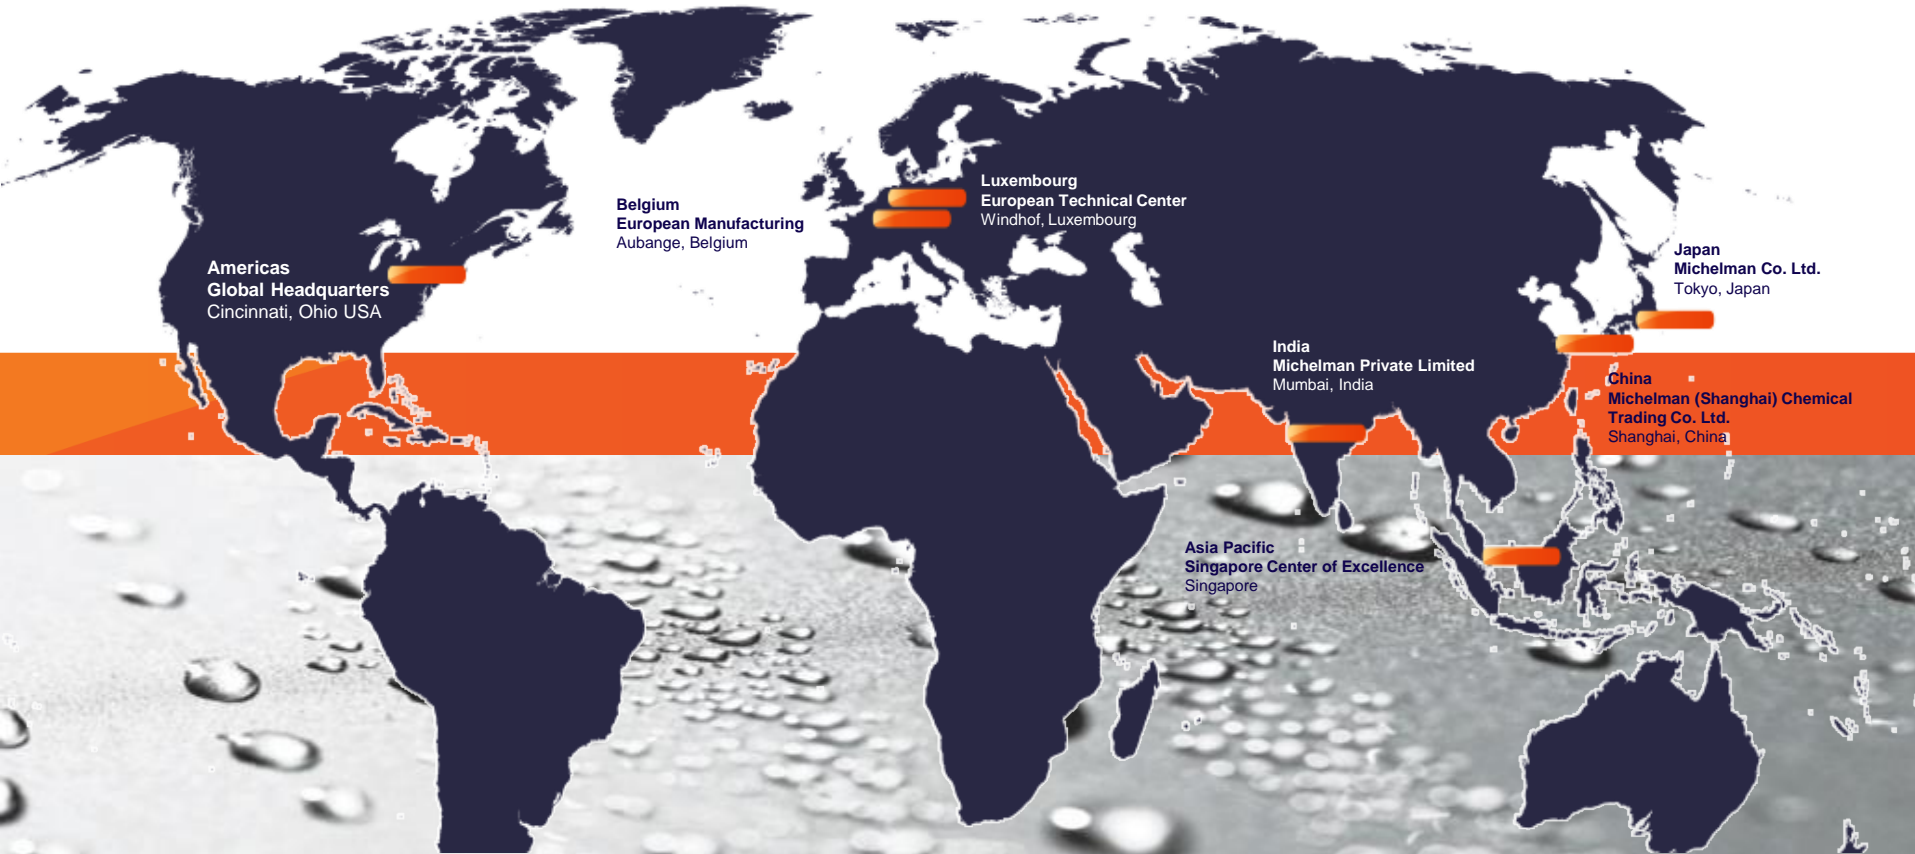 Luxembourg
European Technical Center
Windhof, Luxembourg
Belgium
European Manufacturing
Aubange, Belgium
Americas
Global Headquarters
Cincinnati, Ohio USA
Japan
Michelman Co. Ltd.
Tokyo, Japan
India
Michelman Private Limited
Mumbai, India
China
Michelman (Shanghai) Chemical
Trading Co. Ltd.
Shanghai, China
Asia Pacific
Singapore Center of Excellence
Singapore